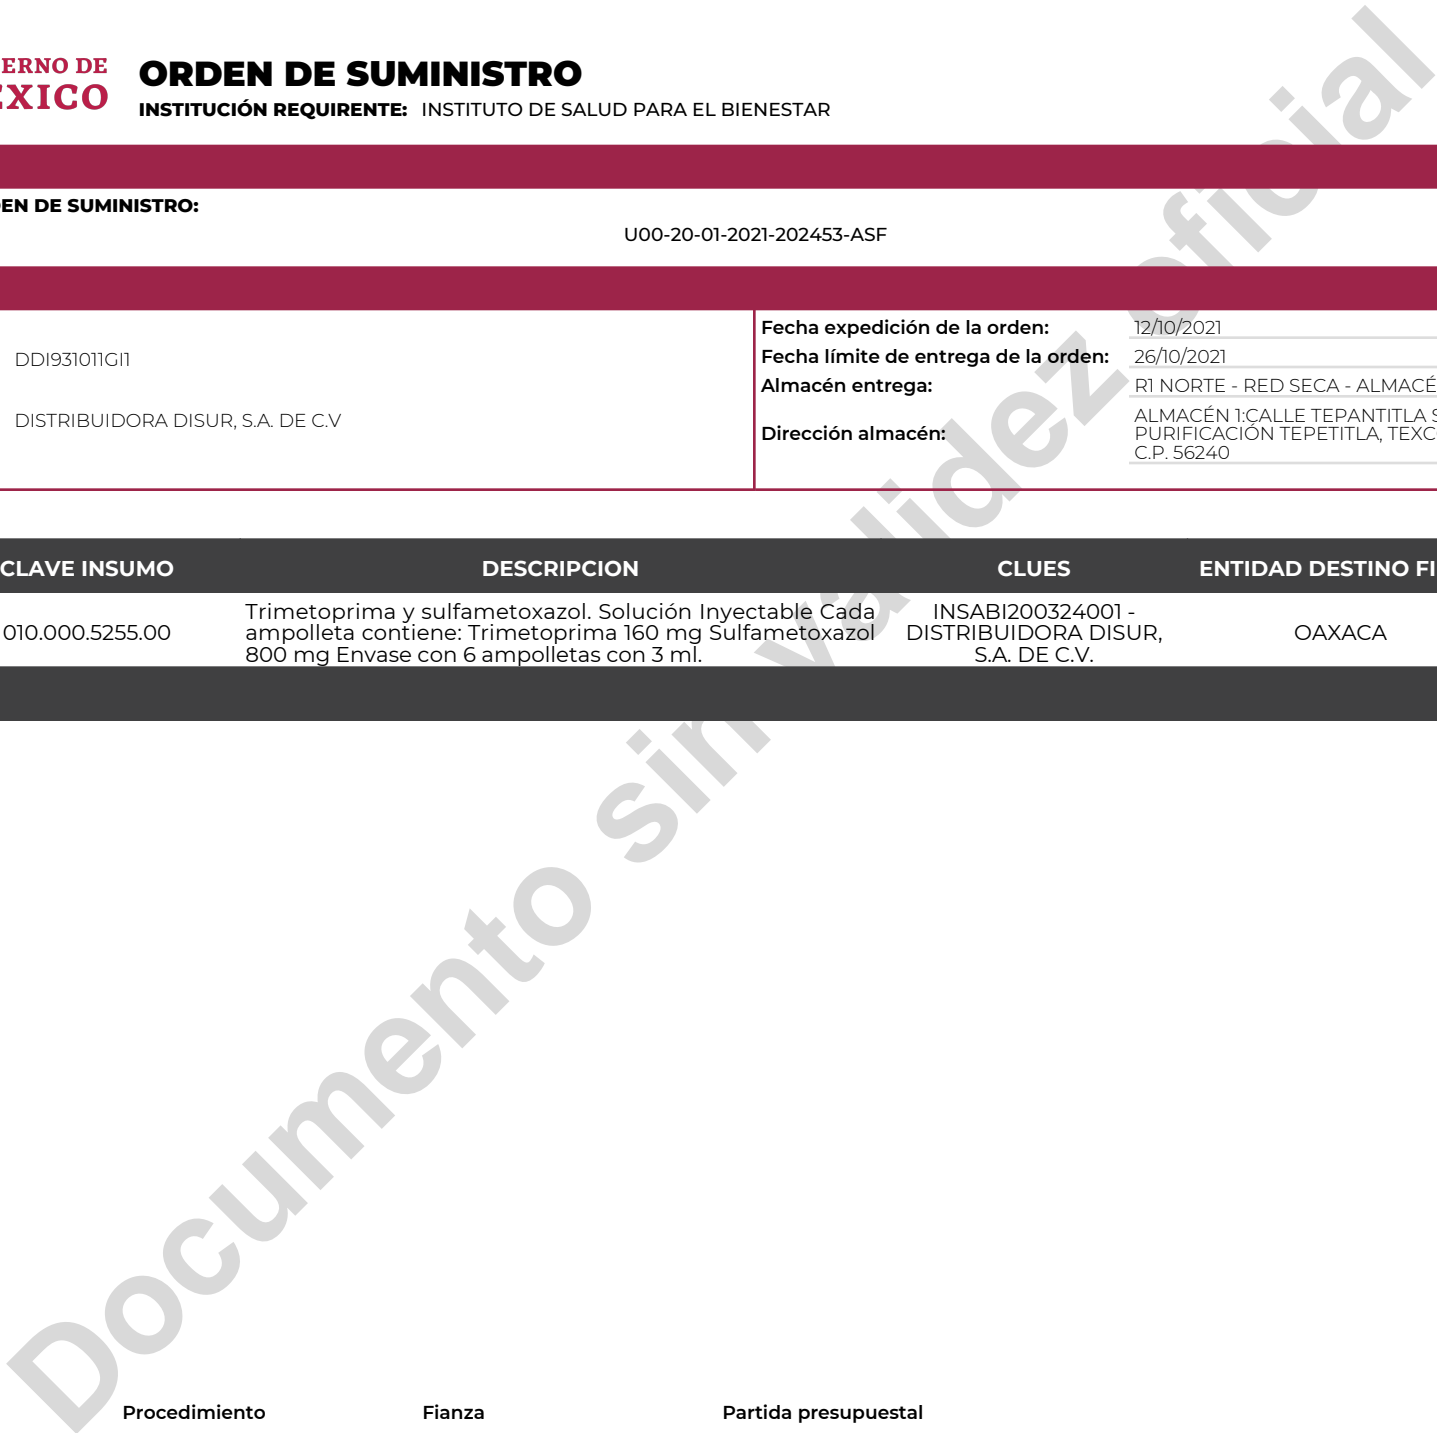 ERNO DE
EXICO
ORDEN DE SUMINISTRO
INSTITUCIÓN REQUIRENTE: INSTITUTO DE SALUD PARA EL BIENESTAR
EN DE SUMINISTRO:
U00-20-01-2021-202453-ASF
DDI931011GI1
DISTRIBUIDORA DISUR, S.A. DE C.V
Fecha expedición de la orden: 12/10/2021
Fecha límite de entrega de la orden: 26/10/2021
Almacén entrega: R1 NORTE - RED SECA - ALMACÉ
Dirección almacén:
ALMACÉN 1:CALLE TEPANTITLA S
PURIFICACIÓN TEPETITLA, TEXC
C.P. 56240
CLAVE INSUMO DESCRIPCION CLUES ENTIDAD DESTINO FI
010.000.5255.00
Trimetoprima y sulfametoxazol. Solución Inyectable Cada
ampolleta contiene: Trimetoprima 160 mg Sulfametoxazol
800 mg Envase con 6 ampolletas con 3 ml.
INSABI200324001 -
DISTRIBUIDORA DISUR,
S.A. DE C.V.
OAXACA
Documento sin validez oficial
Procedimiento Fianza Partida presupuestal